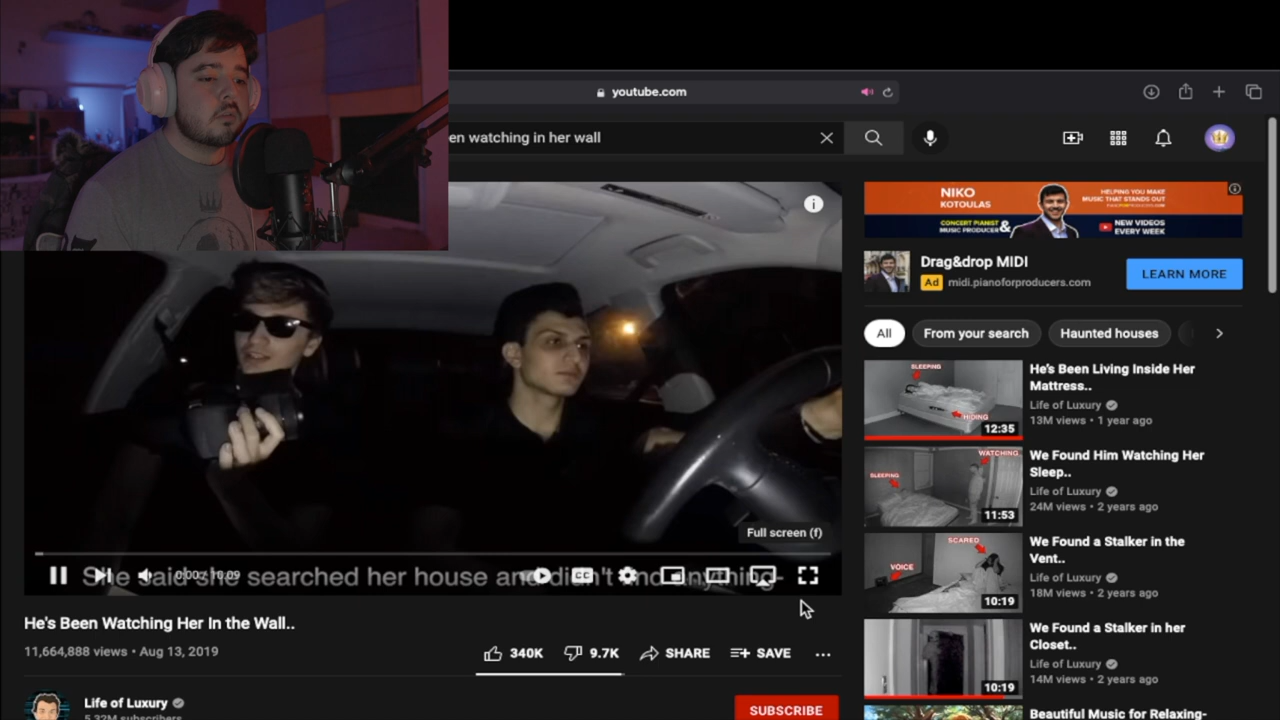 youtube.com
en watching in her wall
NIKO
KOTOULAS
HELPING YOU MAKE
MUSIC THAT STANDS OUT
CONCERT PIANIST
MUSIC PRODUCER
&
NEW VIDEOS
EVERY WEEK
Drag&drop MIDI
Ad midi.pianoforproducers.com
LEARN MORE
All
From your search
Haunted houses
SLEEPING
HIDING
12:35
He's Been Living Inside Her
Mattress..
Life of Luxury
13M views • 1 year ago
WATCHING
SLEEPING
11:53
We Found Him Watching Her
Sleep..
Life of Luxury
24M views • 2 years ago
SCARED
VOICE
10:19
We Found a Stalker in the
Vent..
Life of Luxury
18M views • 2 years ago
10:19
We Found a Stalker in her
Closet..
Life of Luxury
14M views • 2 years ago
Beautiful Music for Relaxing-
Full screen (f)
0:00 / 10:09
She said she searched her house and didn't find anything-
He's Been Watching Her In the Wall..
11,664,888 views • Aug 13, 2019
340K
9.7K
SHARE
SAVE
Life of Luxury
5.32M subscribers
SUBSCRIBE